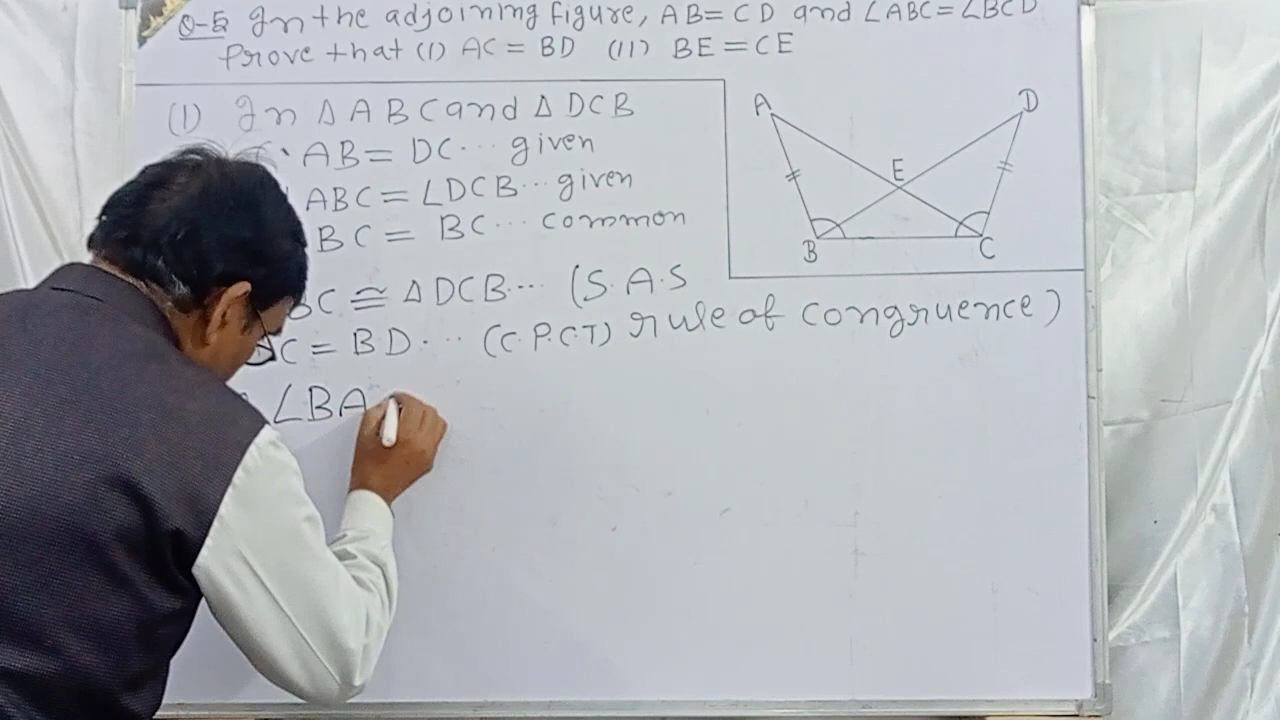 Q-5 In the adjoining figure, AB=CD and ∠ABC=∠BCD
Prove that (I) AC = BD (II) BE = CE
(I) In △ABC and △DCB
AB = DC ... given
ABC = ∠DCB ... given
BC = BC ... common
BC ≅ △DCB ... (S.A.S
rule of congruence)
C = BD ... (C.P.C.T)
∠BA
A
D
E
B
C